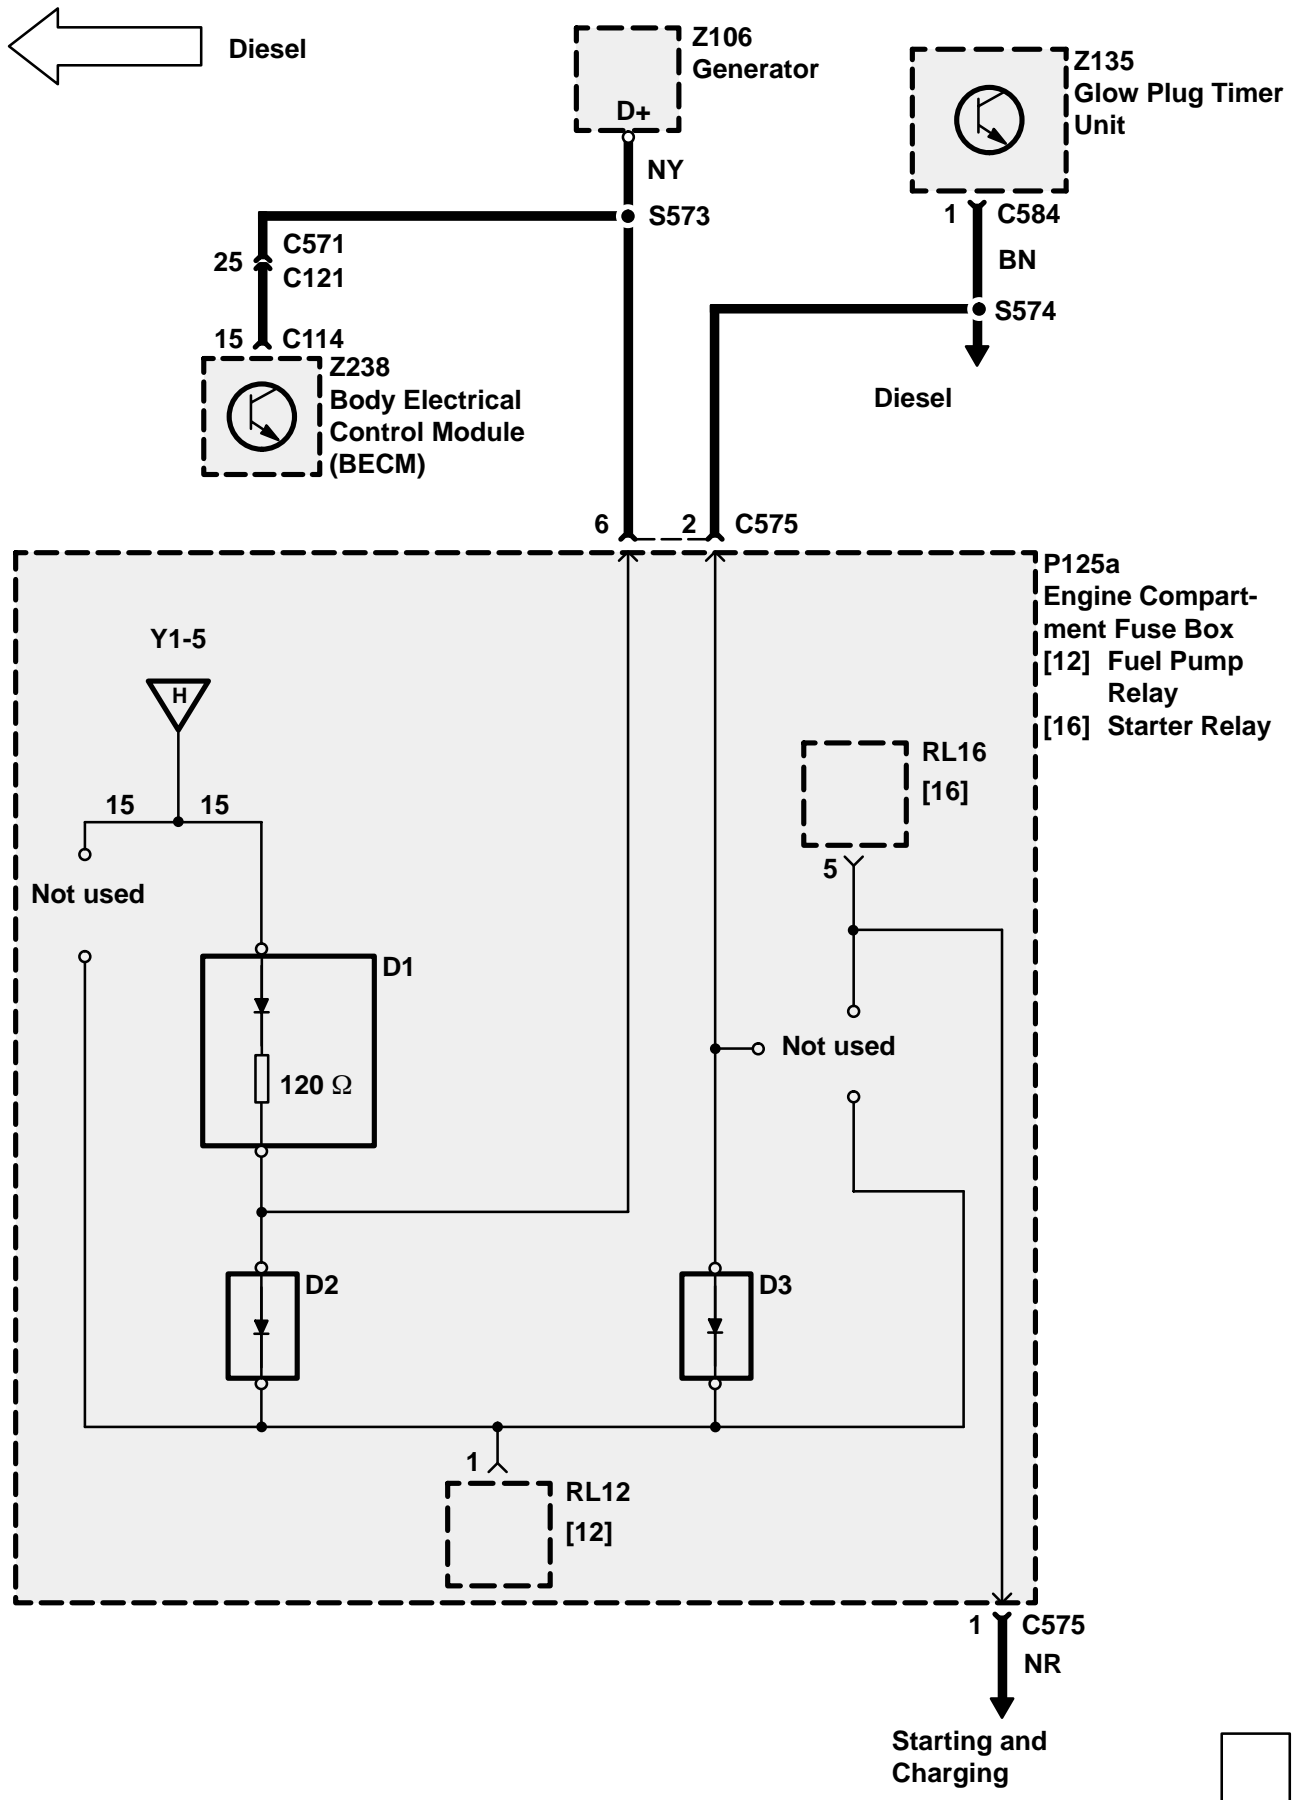 Diesel
Z106
Generator
D+
NY
S573
Z135
Glow Plug Timer
Unit
1 C584
BN
S574
Diesel
C571
25
C121
15 C114
Z238
Body Electrical
Control Module
(BECM)
6 2 C575
P125a
Engine Compart-
ment Fuse Box
[12] Fuel Pump
Relay
[16] Starter Relay
Y1-5
H
15 15
Not used
RL16
[16]
5
D1
120 Ω
Not used
D2
D3
1
RL12
[12]
1 C575
NR
Starting and
Charging